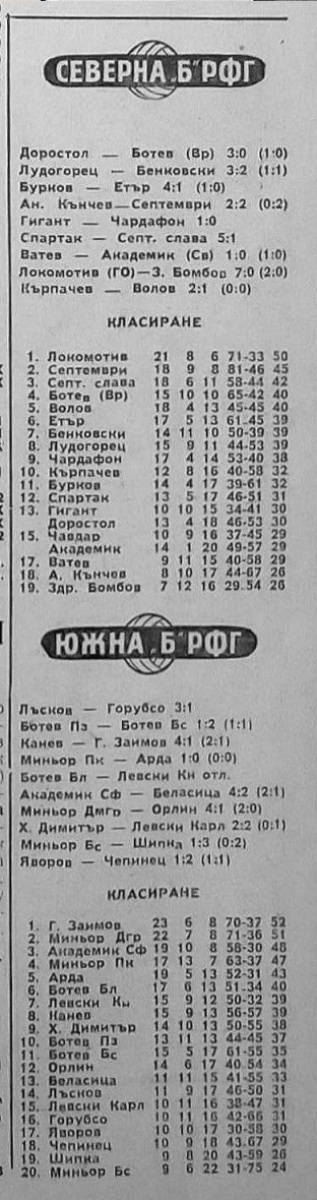 СЕВЕРНА „Б" РФГ
Доростол — Ботев (Вр) 3:0 (1:0)
Лудогорец — Бенковски 3:2 (1:1)
Бурков — Етър 4:1 (1:0)
Ан. Кънчев—Септември 2:2 (0:2)
Гигант — Чардафон 1:0
Спартак — Септ. слава 5:1
Ватев — Академик (Св) 1:0 (1:0)
Локомотив (ГО)—З. Бомбов 7:0 (2:0)
Кърпачев — Волов 2:1 (0:0)
КЛАСИРАНЕ
1. Локомотив 21 8 6 71-33 50
2. Септември 18 9 8 81-46 45
3. Септ. слава 18 6 11 58-44 42
4. Ботев (Вр) 15 10 10 65-42 40
5. Волов 18 4 13 45-45 40
6. Етър 17 5 13 61-45 39
7. Бенковски 14 11 10 50-39 39
8. Лудогорец 15 9 11 44-53 39
9. Чардафон 17 4 14 53-40 38
10. Кърпачев 12 8 16 40-58 32
11. Бурков 14 4 17 39-61 32
12. Спартак 13 5 17 46-51 31
13. Гигант 10 10 15 34-41 30
Доростол 13 4 18 46-53 30
15. Чавдар 10 9 16 37-45 29
Академик 14 1 20 49-57 29
17. Ватев 9 11 15 40-58 29
18. А. Кънчев 8 10 17 44-67 26
19. Здр. Бомбов 7 12 16 29.54 26
ЮЖНА „Б" РФГ
Лъсков — Горубсо 3:1
Ботев Пз — Ботев Бс 1:2 (1:1)
Канев — Г. Заимов 4:1 (2:1)
Миньор Пк — Арда 1:0 (0:0)
Ботев Бл — Левски Кн отл.
Академик Сф — Беласица 4:2 (2:1)
Миньор Дмгр — Орлин 4:1 (2:0)
Х. Димитър — Левски Карл 2:2 (0:1)
Миньор Бс — Шипка 1:3 (0:2)
Яворов — Чепинец 1:2 (1:1)
КЛАСИРАНЕ
1. Г. Заимов 23 6 8 70-37 52
2. Миньор Дгр 22 7 8 71-36 51
3. Академик Сф 19 10 8 58-30 48
4. Миньор Пк 17 13 7 63-37 47
5. Арда 19 5 13 52-31 43
6. Ботев Бл 17 6 13 51.34 40
7. Левски Кн 15 9 12 50-32 39
8. Канев 15 9 13 56-57 39
9. Х. Димитър 14 10 13 50-55 38
10. Ботев Пз 13 11 13 44-45 37
11. Ботев Бс 15 5 17 61-55 35
12. Орлин 14 6 17 40.54 34
13. Беласица 11 11 15 41-55 33
14. Лъсков 11 9 17 46-50 31
15. Левски Карл 10 11 16 38-47 31
16. Горубсо 10 11 16 42-66 31
17. Яворов 10 10 17 30-58 30
18. Чепинец 10 9 18 43.67 29
19. Шипка 9 8 20 43-59 26
20. Миньор Бс 9 6 22 31-75 24